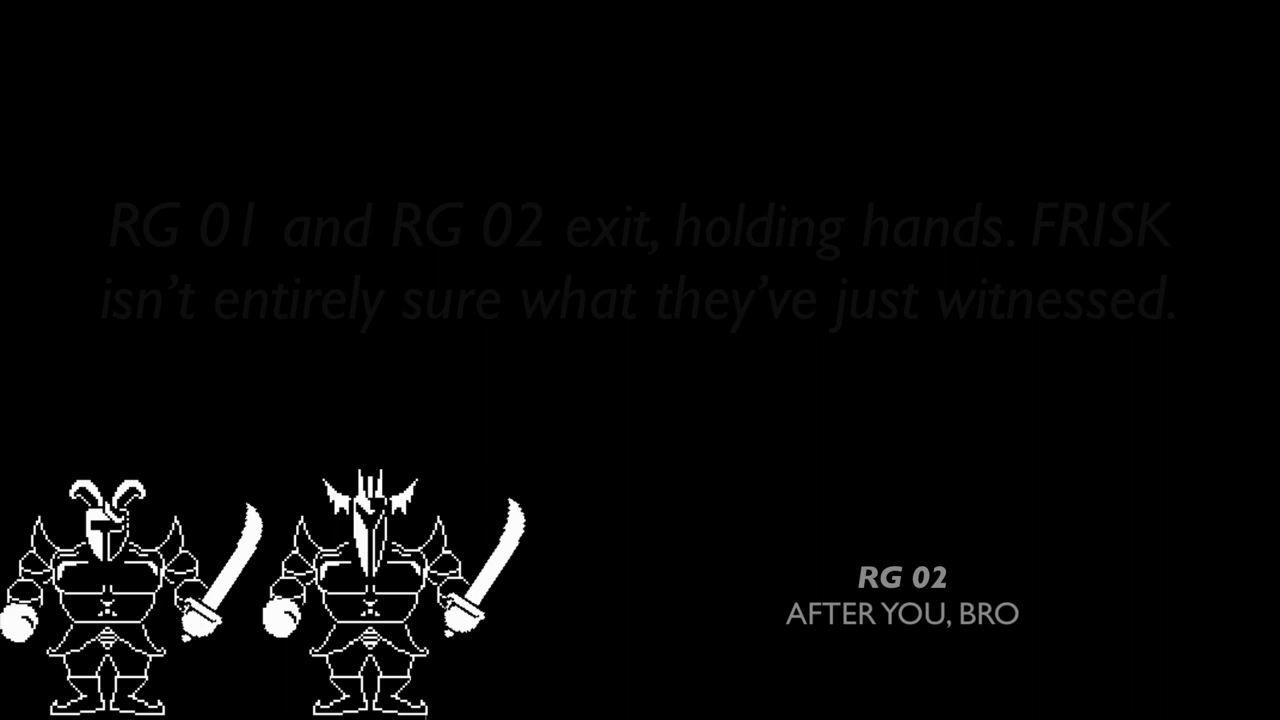 RG 01 and RG 02 exit, holding hands. FRISK
isn't entirely sure what they've just witnessed.
RG 02
AFTER YOU, BRO